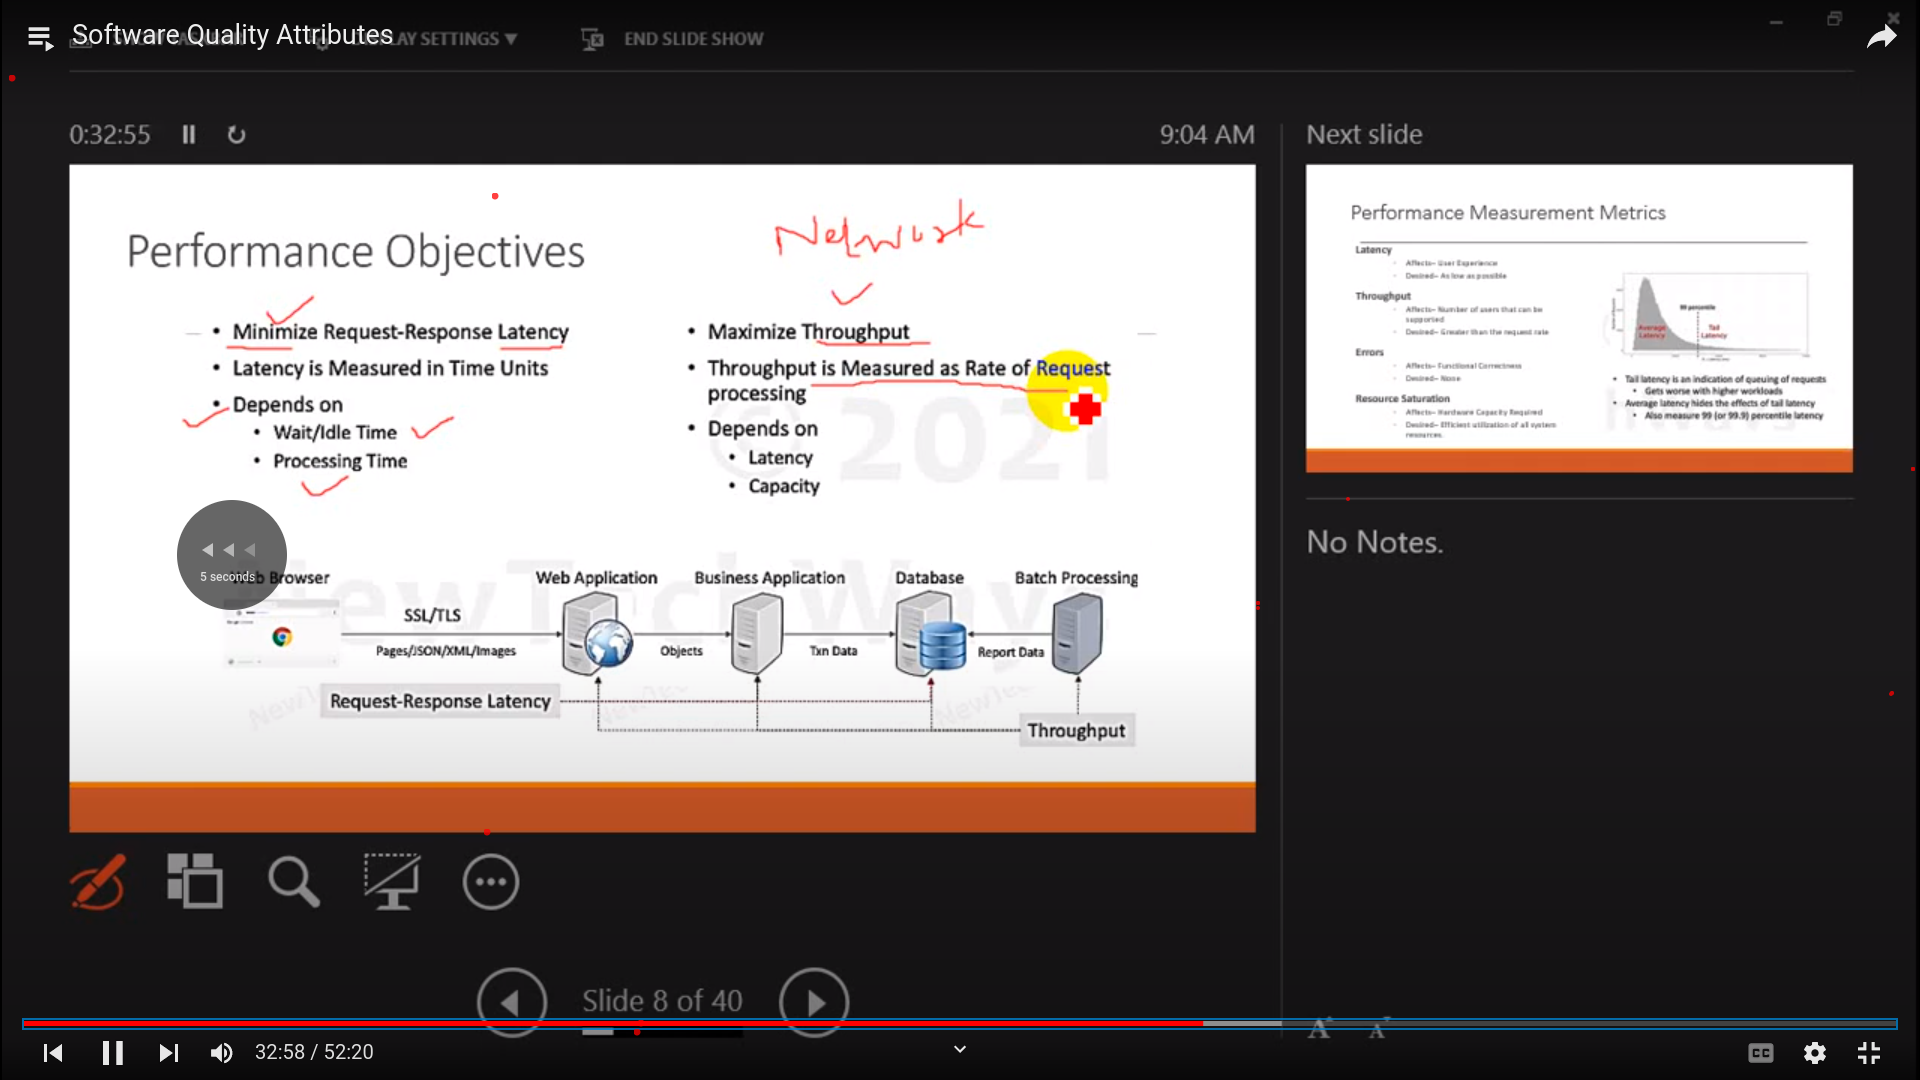 Software Quality Attributes
DISPLAY SETTINGS ▼
END SLIDE SHOW
0:32:55
9:04 AM
Next slide
Performance Objectives
Network
• Minimize Request-Response Latency
• Latency is Measured in Time Units
• Depends on
• Wait/Idle Time
• Processing Time
• Maximize Throughput
• Throughput is Measured as Rate of Request
processing
• Depends on
• Latency
• Capacity
© 2021
NewTechWays
5 seconds
Web Browser
Web Application
Business Application
Database
Batch Processing
SSL/TLS
Pages/JSON/XML/Images
Objects
Txn Data
Report Data
Request-Response Latency
Throughput
Performance Measurement Metrics
Latency
Affects– User Experience
Desired– As low as possible
Throughput
Affects– Number of users that can be
supported
Desired– Greater than the request rate
Errors
Affects– Functional Correctness
Desired– None
Resource Saturation
Affects– Hardware Capacity Required
Desired– Efficient utilization of all system
resources.
99 percentile
Average
Latency
Tail
Latency
• Tail latency is an indication of queuing of requests
• Gets worse with higher workloads
• Average latency hides the effects of tail latency
• Also measure 99 (or 99.9) percentile latency
No Notes.
Slide 8 of 40
A A
32:58 / 52:20
CC